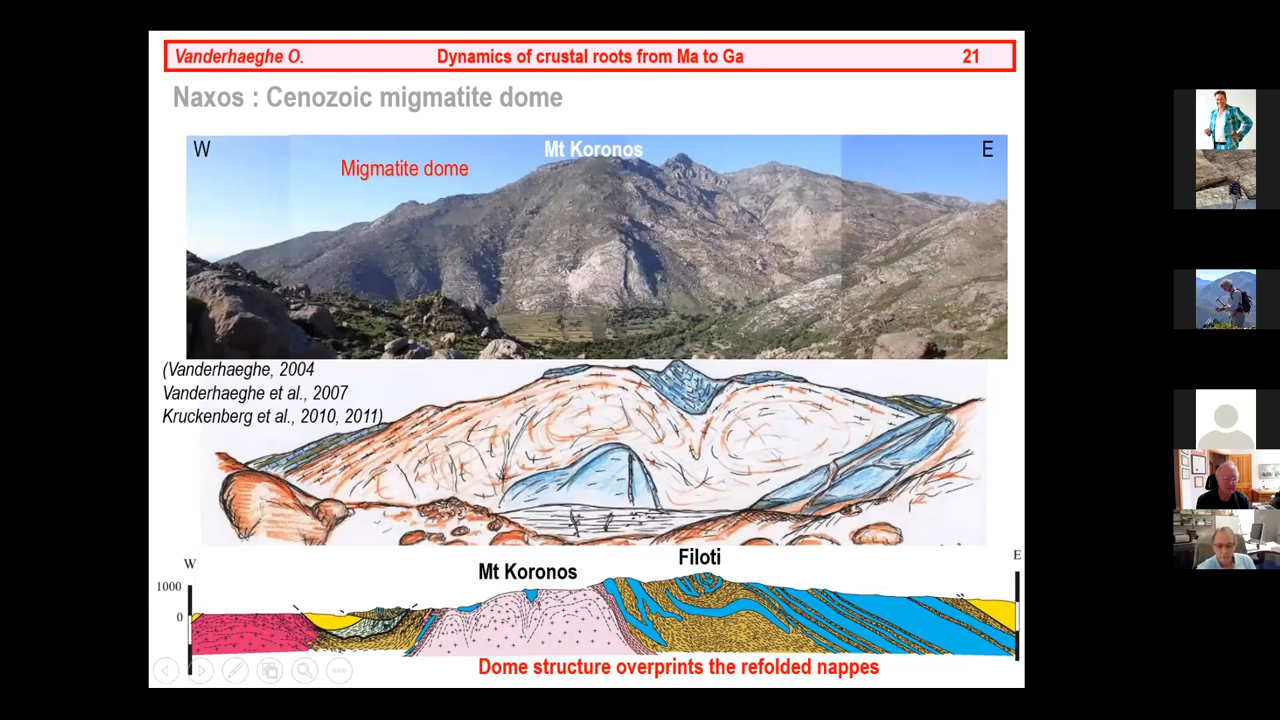 Vanderhaeghe O. Dynamics of crustal roots from Ma to Ga 21
Naxos : Cenozoic migmatite dome
W Mt Koronos E
Migmatite dome
(Vanderhaeghe, 2004
Vanderhaeghe et al., 2007
Kruckenberg et al., 2010, 2011)
W Filoti E
Mt Koronos
1000
0
Dome structure overprints the refolded nappes